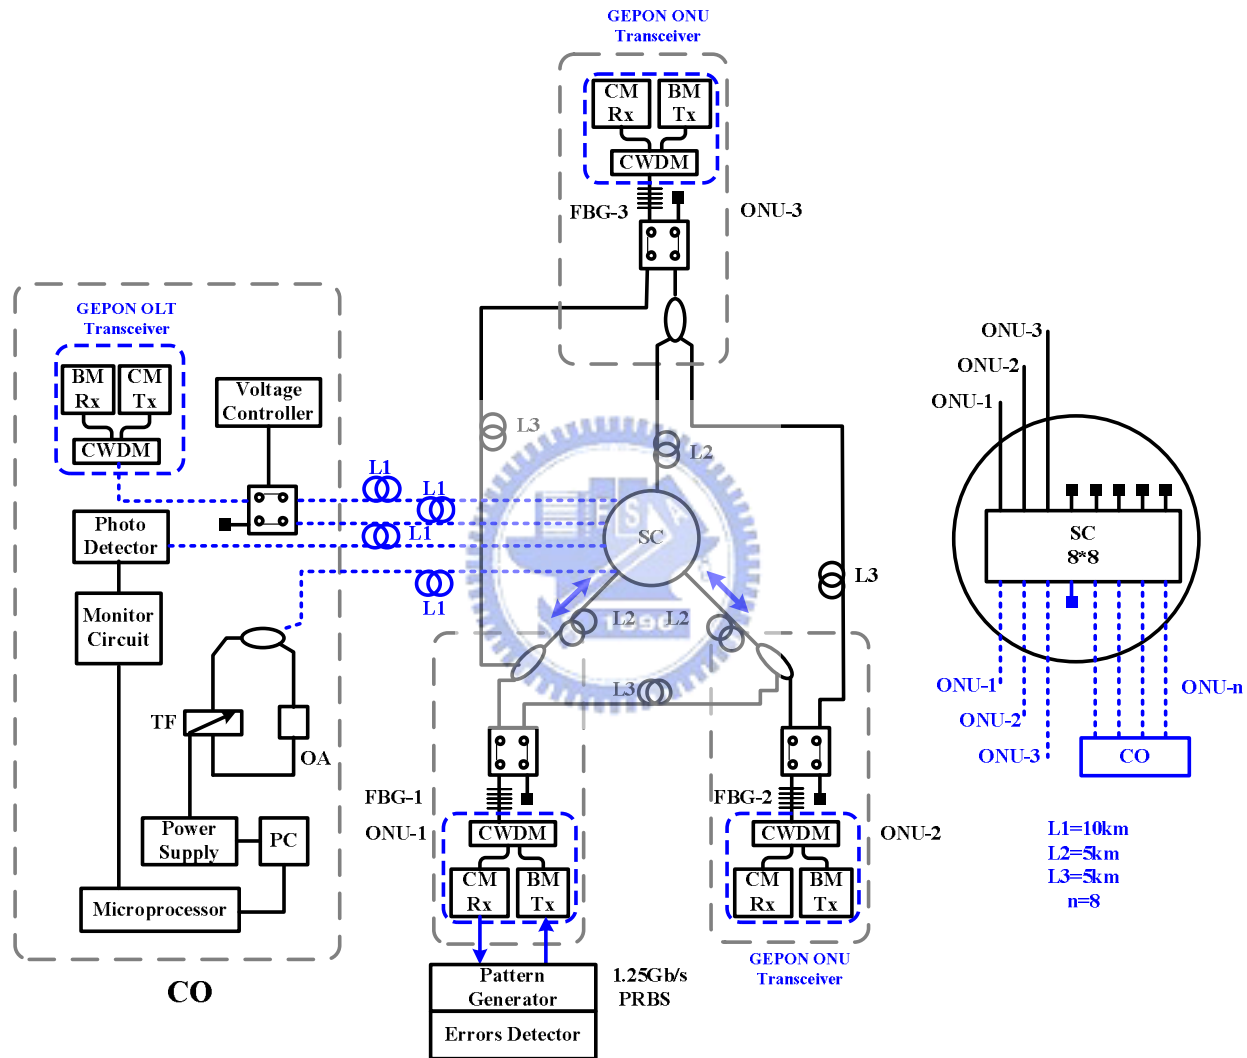 GEPON ONU
Transceiver
CM
Rx
BM
Tx
CWDM
FBG-3
ONU-3
GEPON OLT
Transceiver
BM
Rx
CM
Tx
CWDM
Voltage
Controller
Photo
Detector
Monitor
Circuit
TF
OA
Power
Supply
PC
Microprocessor
CO
L1
L1
L1
L1
L3
L2
SC
L3
L2
L2
L3
1896
FBG-1
ONU-1
CWDM
CM
Rx
BM
Tx
Pattern
Generator
Errors Detector
1.25Gb/s
PRBS
FBG-2
ONU-2
CWDM
CM
Rx
BM
Tx
GEPON ONU
Transceiver
ONU-3
ONU-2
ONU-1
SC
8*8
ONU-1
ONU-2
ONU-3
ONU-n
CO
L1=10km
L2=5km
L3=5km
n=8